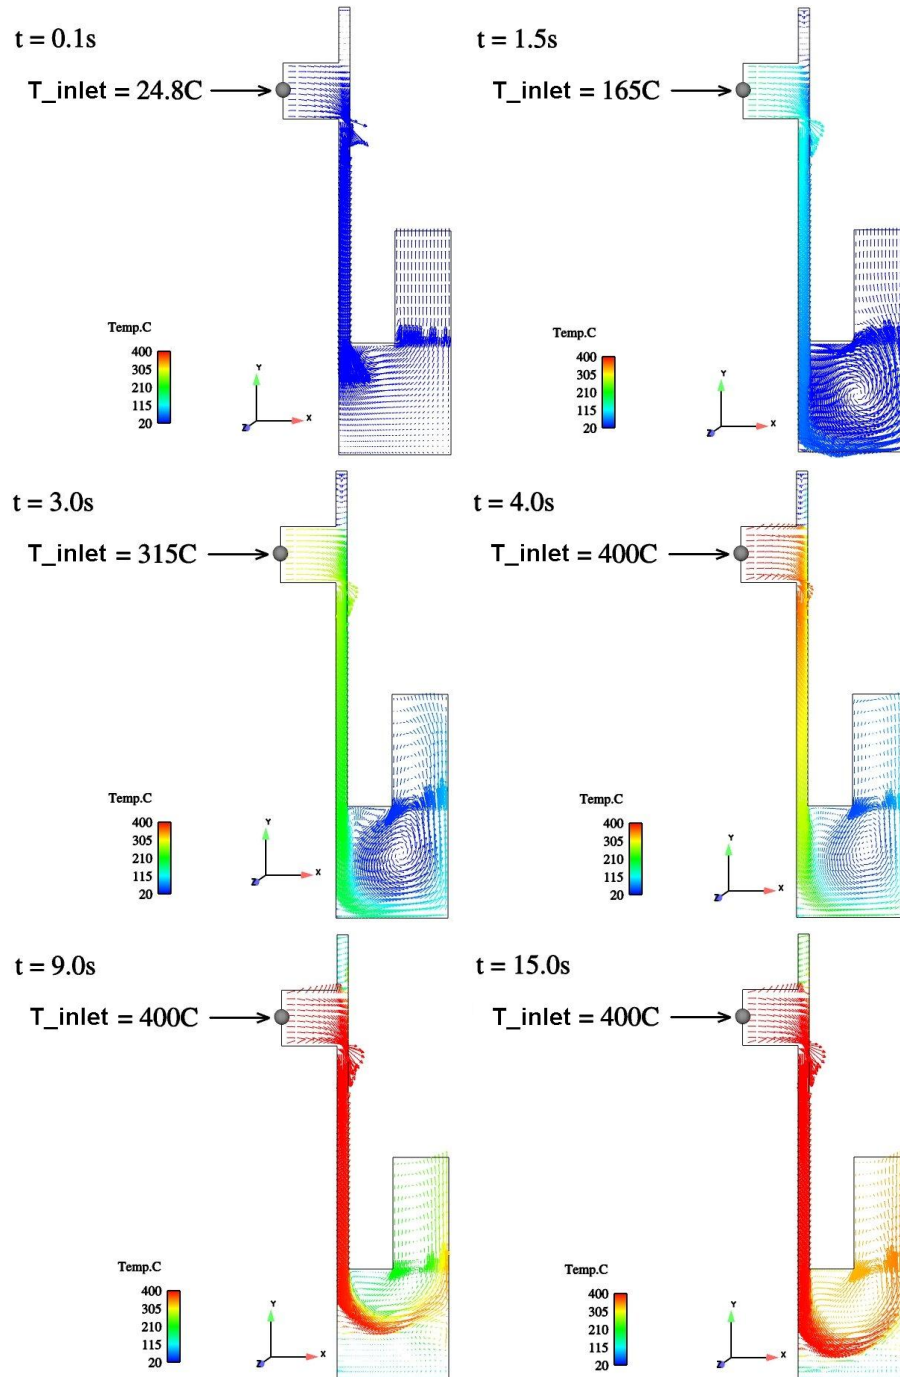 t = 0.1s
T_inlet = 24.8C
Temp.C
400
305
210
115
20
Y
Z
X
t = 1.5s
T_inlet = 165C
Temp.C
400
305
210
115
20
Y
Z
X
t = 3.0s
T_inlet = 315C
Temp.C
400
305
210
115
20
Y
Z
X
t = 4.0s
T_inlet = 400C
Temp.C
400
305
210
115
20
Y
Z
X
t = 9.0s
T_inlet = 400C
Temp.C
400
305
210
115
20
Y
Z
X
t = 15.0s
T_inlet = 400C
Temp.C
400
305
210
115
20
Y
Z
X